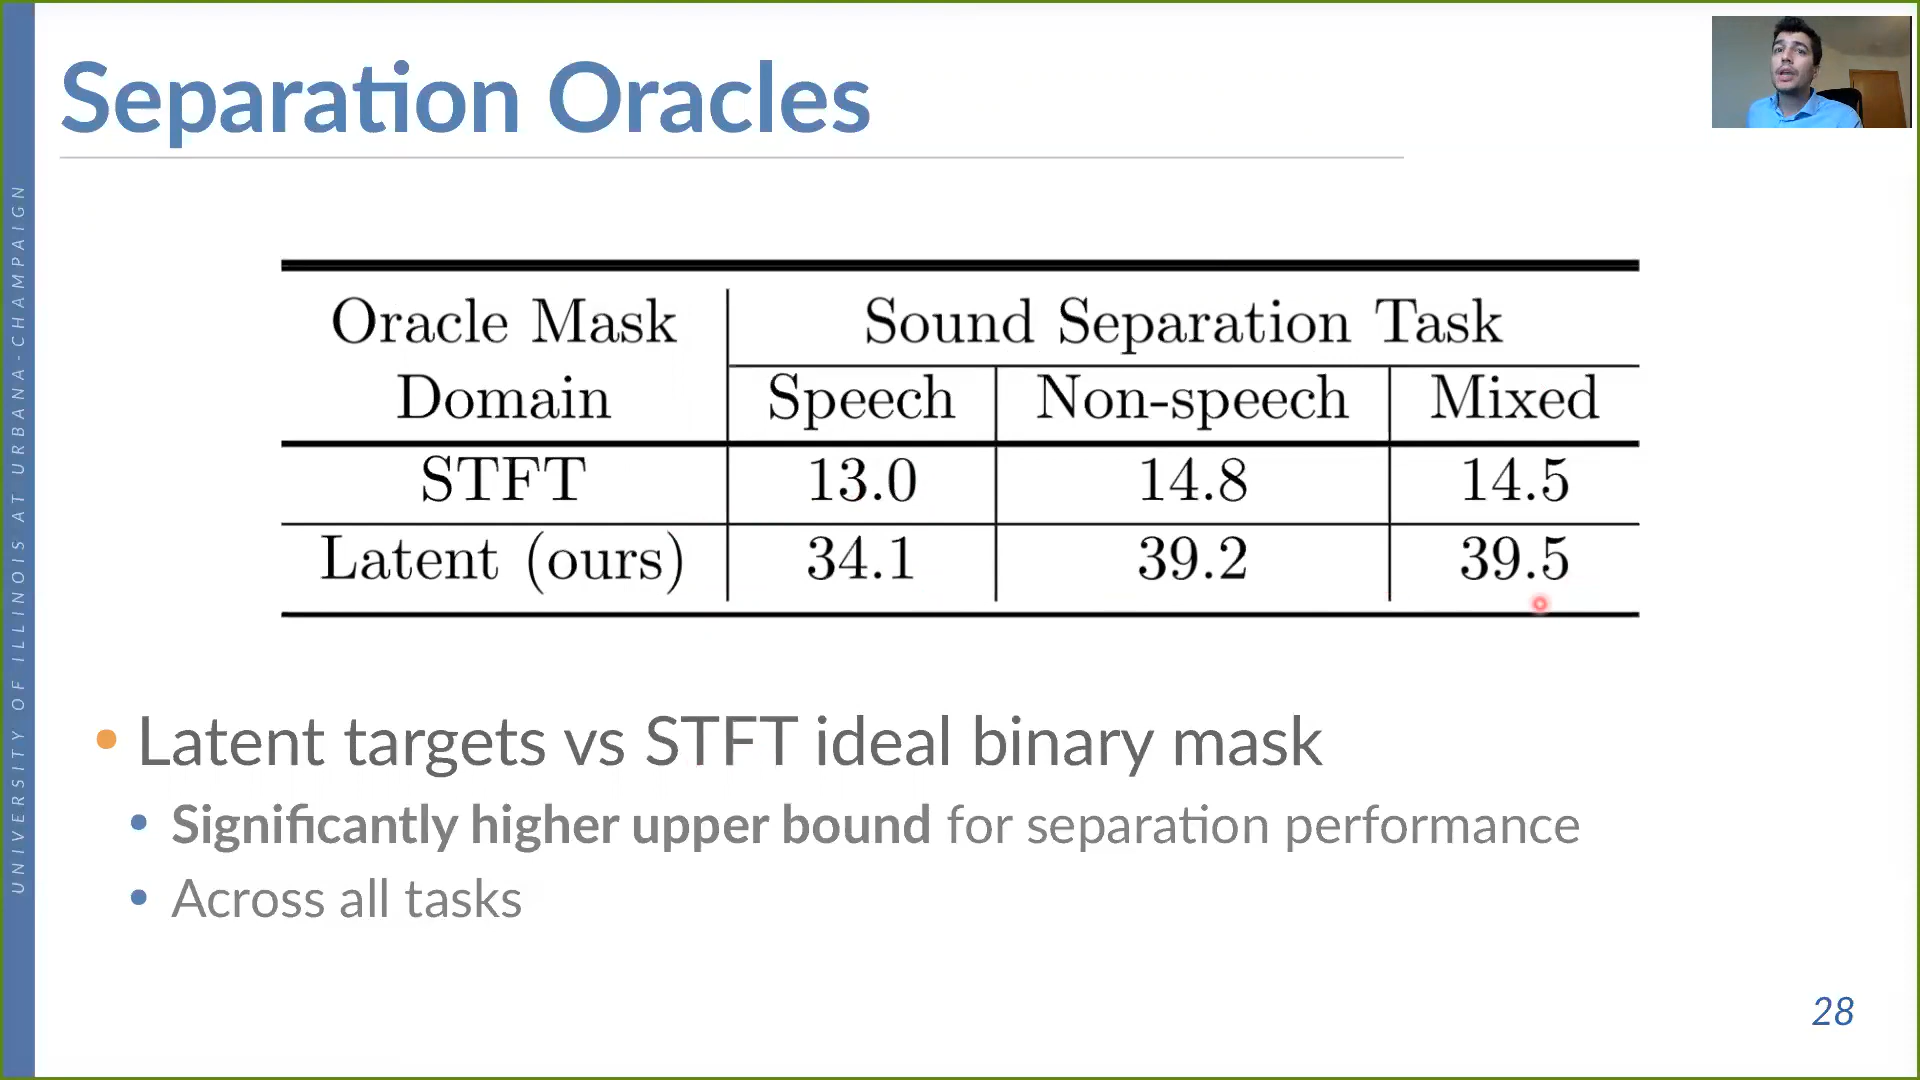 Separation Oracles
UNIVERSITY OF ILLINOIS AT URBANA-CHAMPAIGN
Oracle Mask Domain
Sound Separation Task
Speech Non-speech Mixed
STFT 13.0 14.8 14.5
Latent (ours) 34.1 39.2 39.5
• Latent targets vs STFT ideal binary mask
• Significantly higher upper bound for separation performance
• Across all tasks
28